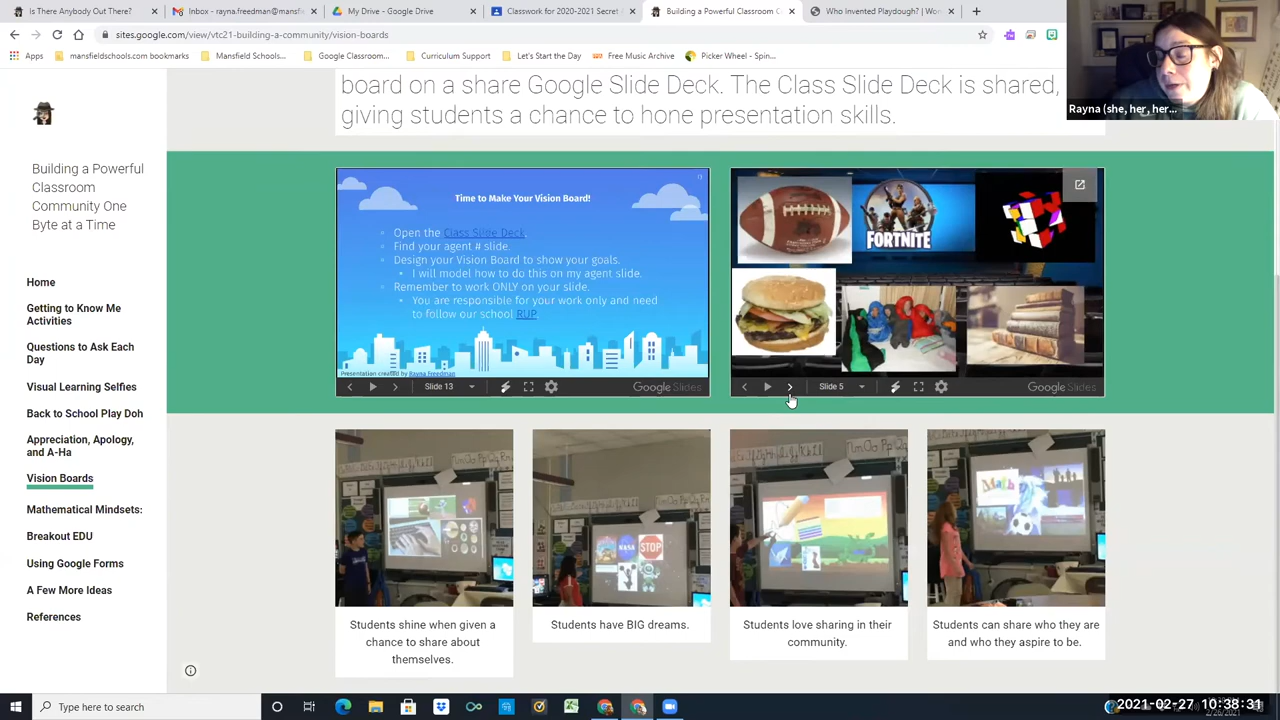 Is There Anybody Out There?
Inbox - rayna.freedman@mansf
My Drive - Google Drive
Classwork for 2020-2021 Secret A
Building a Powerful Classroom C
Who Invented Playdough? | Won
sites.google.com/view/vtc21-building-a-community/vision-boards
Apps
mansfieldschools.com bookmarks
Mansfield Schools...
Google Classroom...
Curriculum Support
Let's Start the Day
Free Music Archive
Picker Wheel - Spin...
Rayna (she, her, her...
board on a share Google Slide Deck. The Class Slide Deck is shared,
giving students a chance to hone presentation skills.
Building a Powerful
Classroom
Community One
Byte at a Time
Home
Getting to Know Me
Activities
Questions to Ask Each
Day
Visual Learning Selfies
Back to School Play Doh
Appreciation, Apology,
and A-Ha
Vision Boards
Mathematical Mindsets:
Breakout EDU
Using Google Forms
A Few More Ideas
References
Time to Make Your Vision Board!
Open the Class Slide Deck.
Find your agent # slide.
Design your Vision Board to show your goals.
I will model how to do this on my agent slide.
Remember to work ONLY on your slide.
You are responsible for your work only and need
to follow our school RUP
Presentation created by Rayna Freedman
Slide 13
Google Slides
FORTNITE
Slide 5
Google Slides
NASA
STOP
Math
Students shine when given a
chance to share about
themselves.
Students have BIG dreams.
Students love sharing in their
community.
Students can share who they are
and who they aspire to be.
Type here to search
2021-02-27 10:38:31